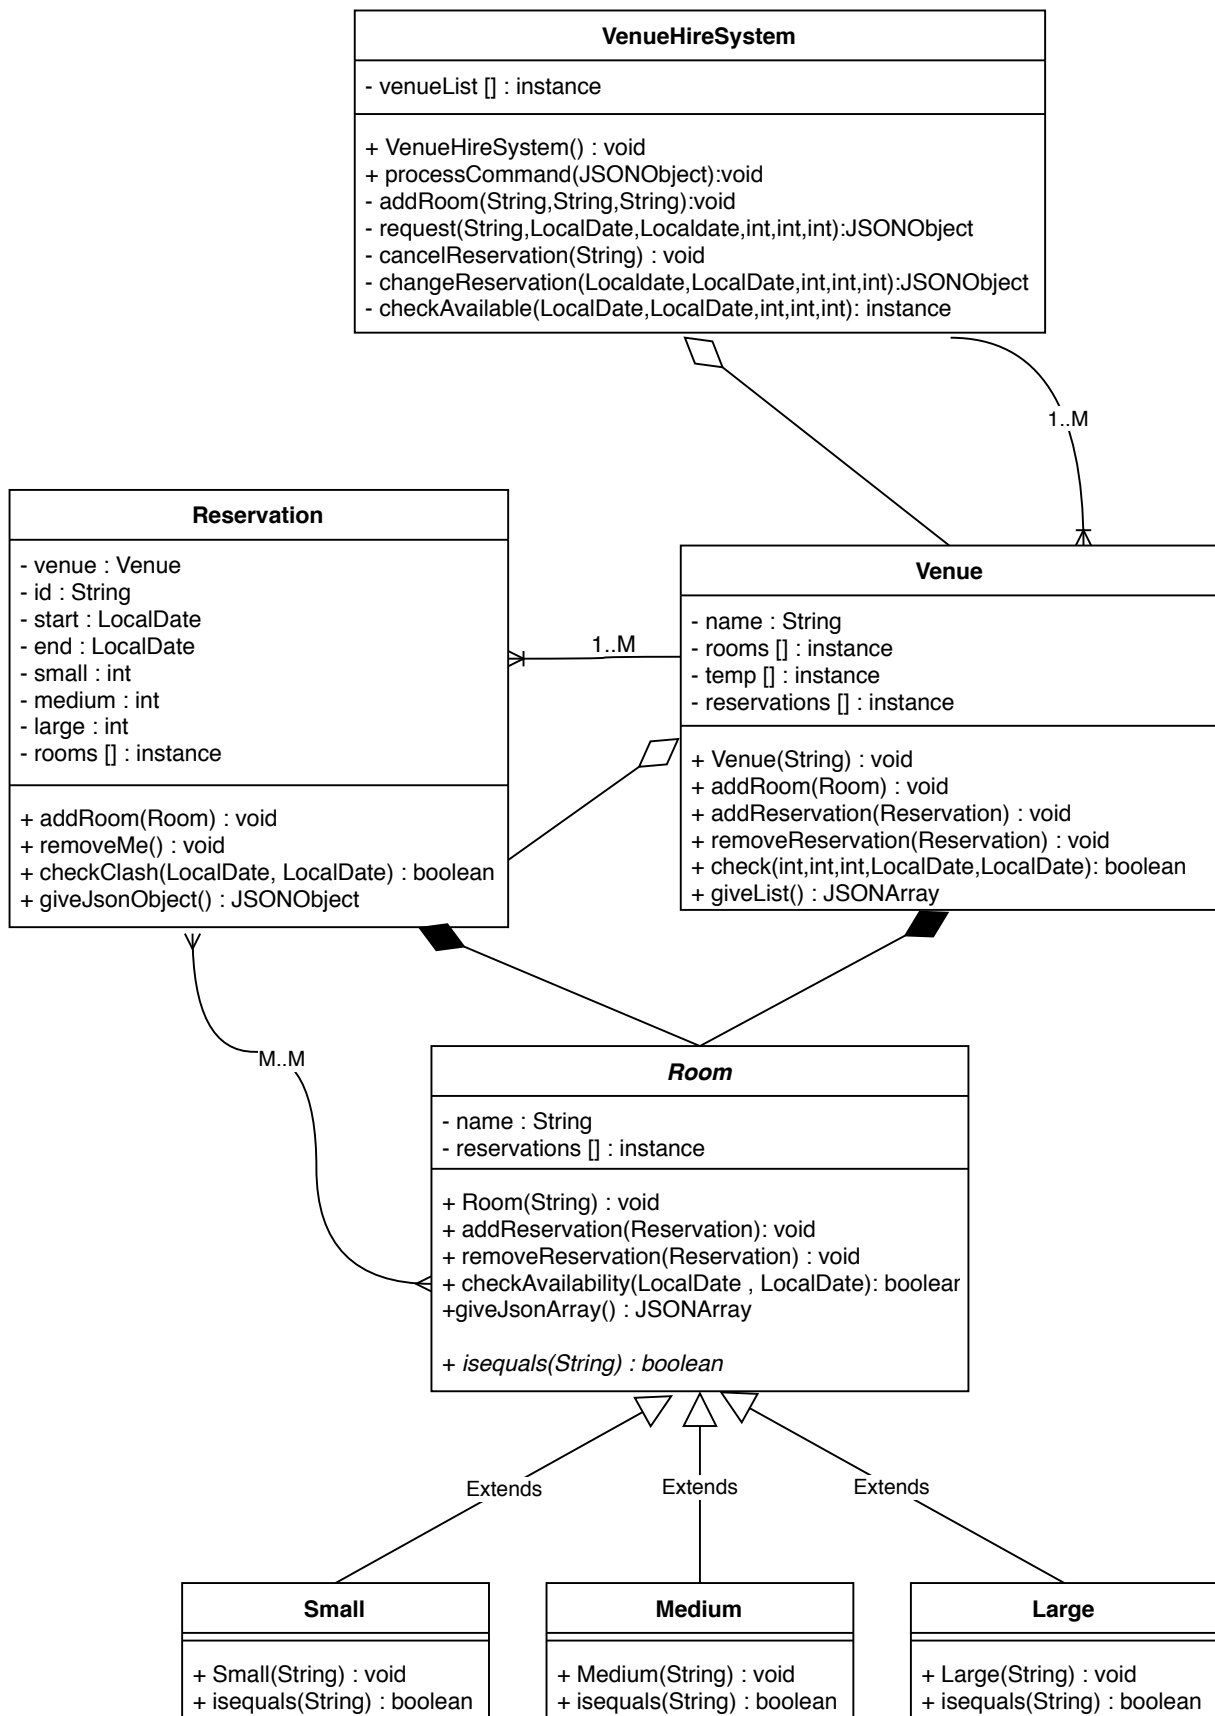 VenueHireSystem
- venueList [] : instance
+ VenueHireSystem() : void
+ processCommand(JSONObject):void
- addRoom(String,String,String):void
- request(String,LocalDate,Localdate,int,int,int):JSONObject
- cancelReservation(String) : void
- changeReservation(Localdate,LocalDate,int,int,int):JSONObject
- checkAvailable(LocalDate,LocalDate,int,int,int): instance
1..M
Reservation
- venue : Venue
- id : String
- start : LocalDate
- end : LocalDate
- small : int
- medium : int
- large : int
- rooms [] : instance
+ addRoom(Room) : void
+ removeMe() : void
+ checkClash(LocalDate, LocalDate) : boolean
+ giveJsonObject() : JSONObject
1..M
Venue
- name : String
- rooms [] : instance
- temp [] : instance
- reservations [] : instance
+ Venue(String) : void
+ addRoom(Room) : void
+ addReservation(Reservation) : void
+ removeReservation(Reservation) : void
+ check(int,int,int,LocalDate,LocalDate): boolean
+ giveList() : JSONArray
M..M
Room
- name : String
- reservations [] : instance
+ Room(String) : void
+ addReservation(Reservation): void
+ removeReservation(Reservation) : void
+ checkAvailability(LocalDate , LocalDate): boolean
+giveJsonArray() : JSONArray
+ isequals(String) : boolean
Extends
Extends
Extends
Small
+ Small(String) : void
+ isequals(String) : boolean
Medium
+ Medium(String) : void
+ isequals(String) : boolean
Large
+ Large(String) : void
+ isequals(String) : boolean